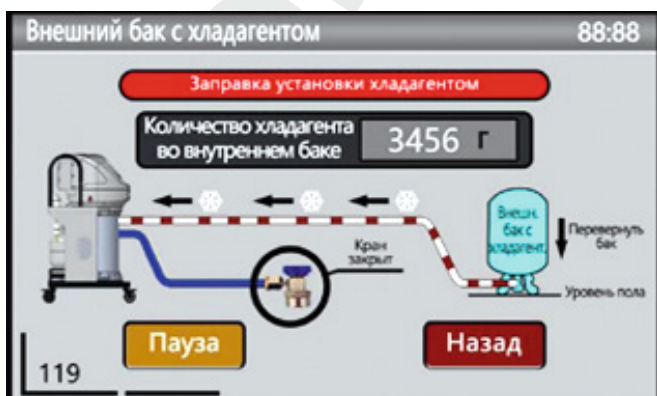 Внешний бак с хладагентом 88:88
Заправка установки хладагентом
Количество хладагента
во внутреннем баке
3456 г
Внешн.
бак с
хладагент.
Перевернуть
бак
Кран
закрыт
Уровень пола
Пауза
Назад
119